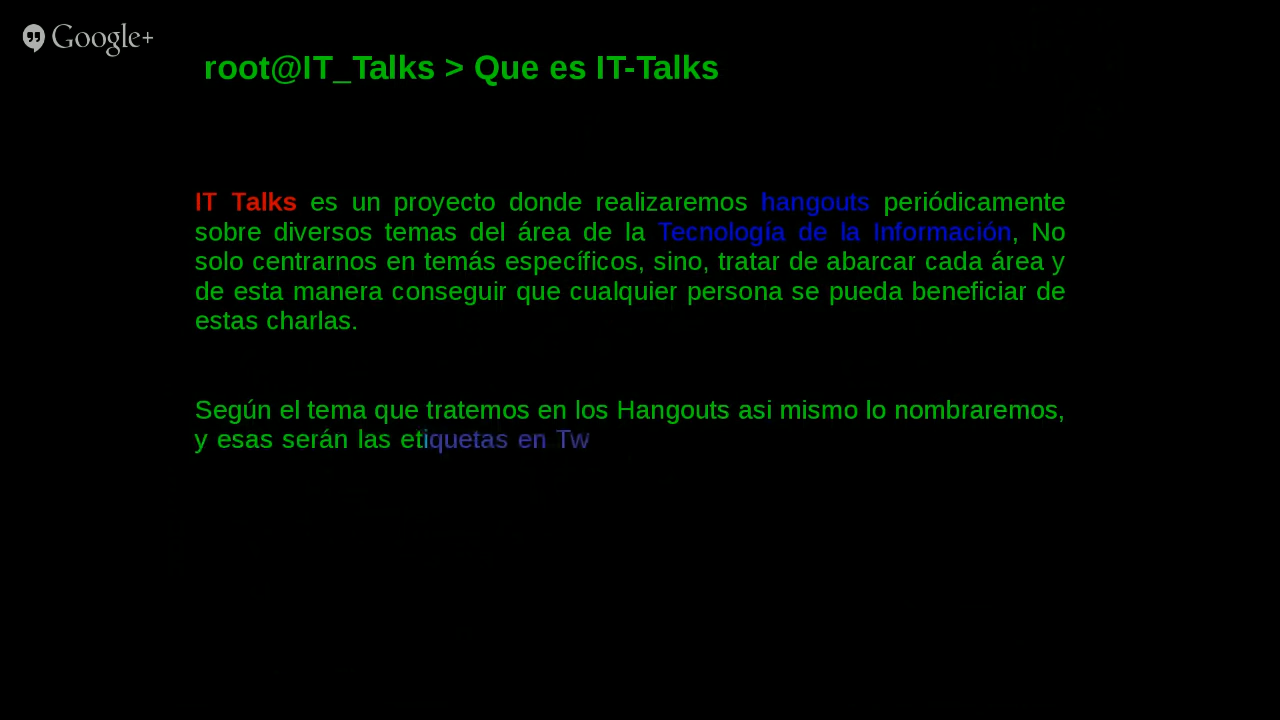 Google+
root@IT_Talks > Que es IT-Talks
IT Talks es un proyecto donde realizaremos hangouts periódicamente
sobre diversos temas del área de la Tecnología de la Información, No
solo centrarnos en temás específicos, sino, tratar de abarcar cada área y
de esta manera conseguir que cualquier persona se pueda beneficiar de
estas charlas.
Según el tema que tratemos en los Hangouts asi mismo lo nombraremos,
y esas serán las etiquetas en Tw